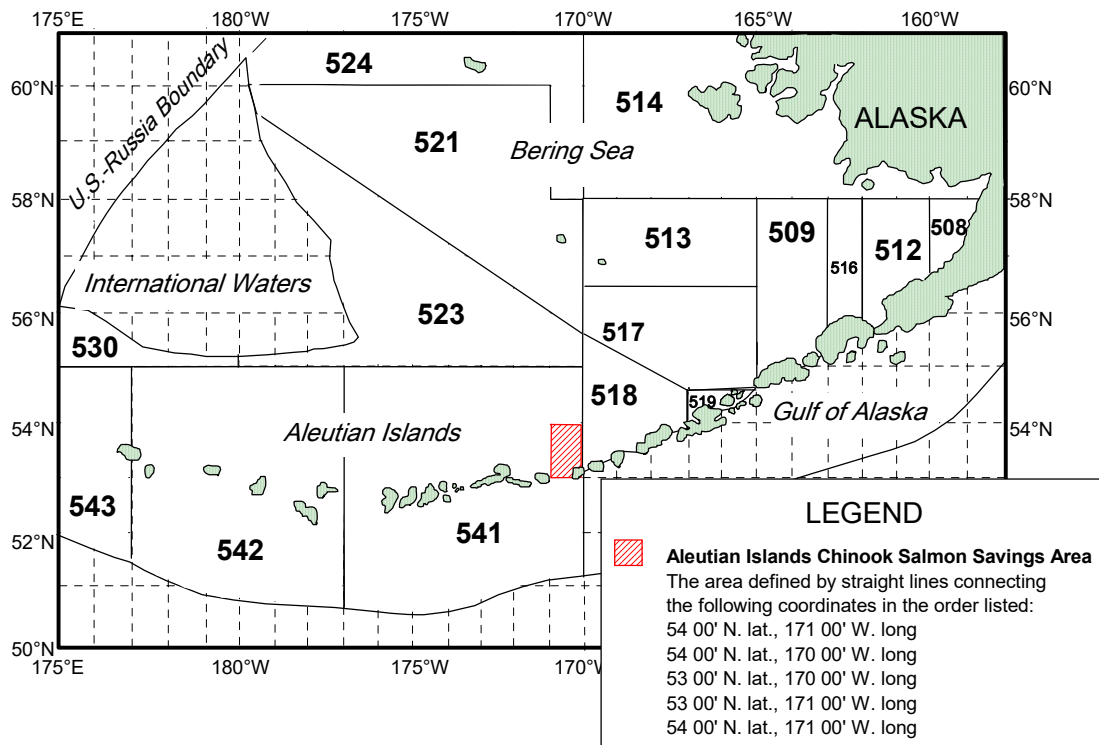 175°E
180°W
175°W
170°W
165°W
160°W
60°N
58°N
56°N
54°N
52°N
50°N
60°N
58°N
56°N
54°N
175°E
180°W
175°W
170°W
U.S.-Russia Boundary
524
521
514
ALASKA
Bering Sea
513
509
516
512
508
International Waters
523
517
530
518
519
Gulf of Alaska
Aleutian Islands
543
542
541
LEGEND
Aleutian Islands Chinook Salmon Savings Area
The area defined by straight lines connecting
the following coordinates in the order listed:
54 00' N. lat., 171 00' W. long
54 00' N. lat., 170 00' W. long
53 00' N. lat., 170 00' W. long
53 00' N. lat., 171 00' W. long
54 00' N. lat., 171 00' W. long